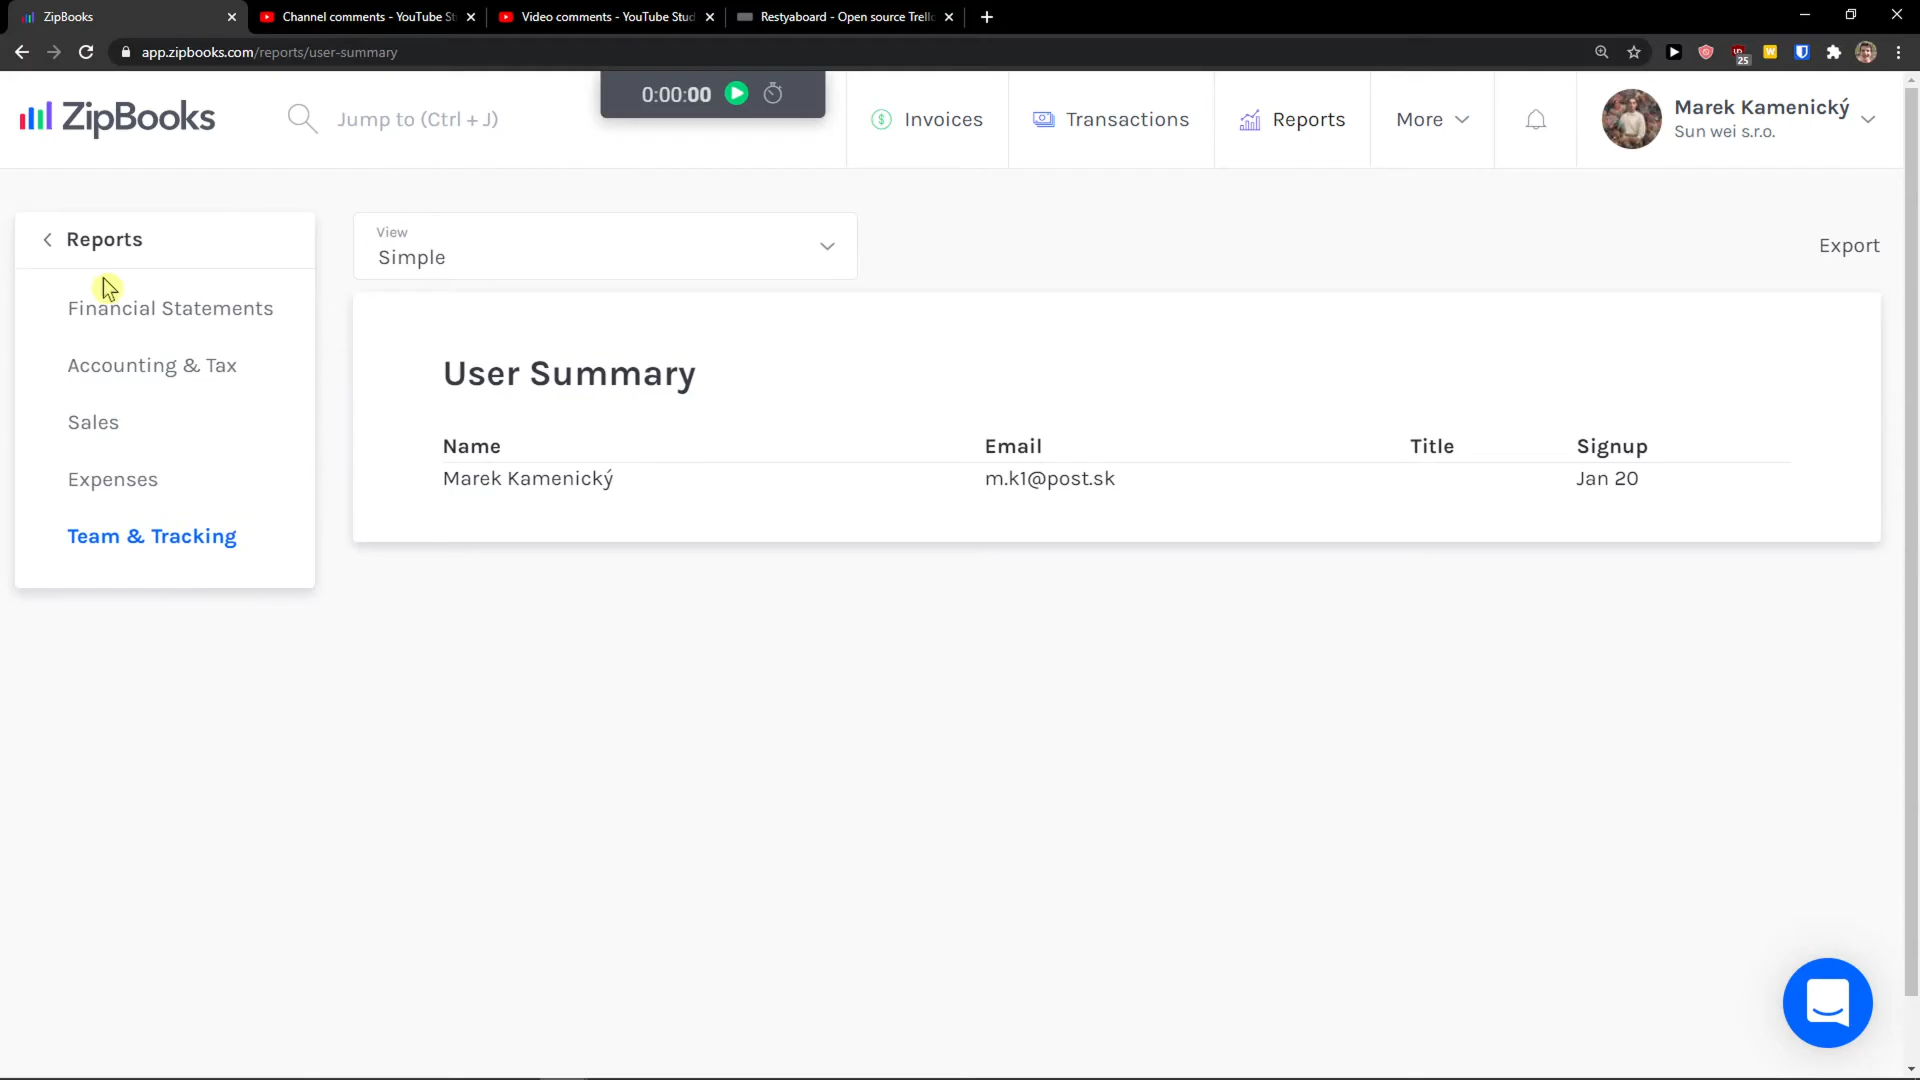 ZipBooks
Channel comments - YouTube St
Video comments - YouTube Stud
Restyaboard - Open source Trello
app.zipbooks.com/reports/user-summary
25
ZipBooks
Jump to (Ctrl + J)
0:00:00
Invoices
Transactions
Reports
More
Marek Kamenický
Sun wei s.r.o.
Reports
Financial Statements
Accounting & Tax
Sales
Expenses
Team & Tracking
View
Simple
Export
User Summary
Name Email Title Signup
Marek Kamenický m.k1@post.sk Jan 20